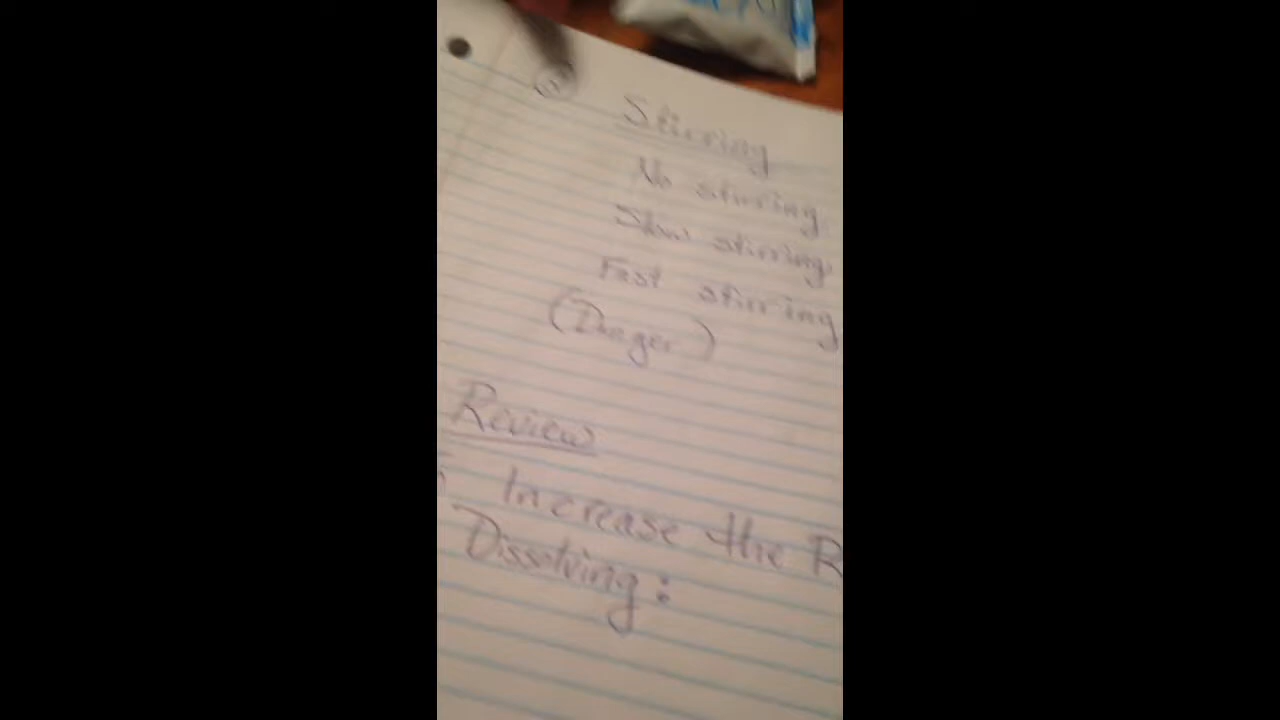 Stirring
No stirring
Slow stirring
Fast stirring
(Danger)
Review
Increase the R
Dissolving: